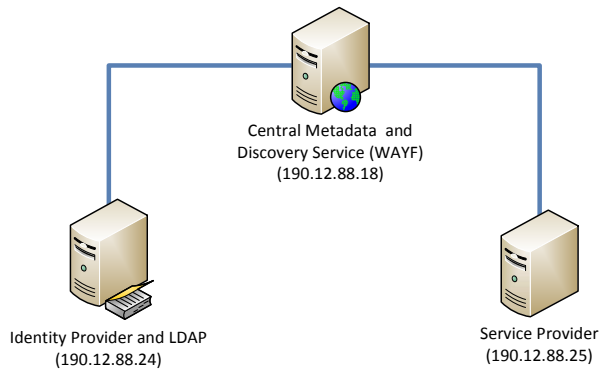 Central Metadata and
Discovery Service (WAYF)
(190.12.88.18)
Identity Provider and LDAP
(190.12.88.24)
Service Provider
(190.12.88.25)